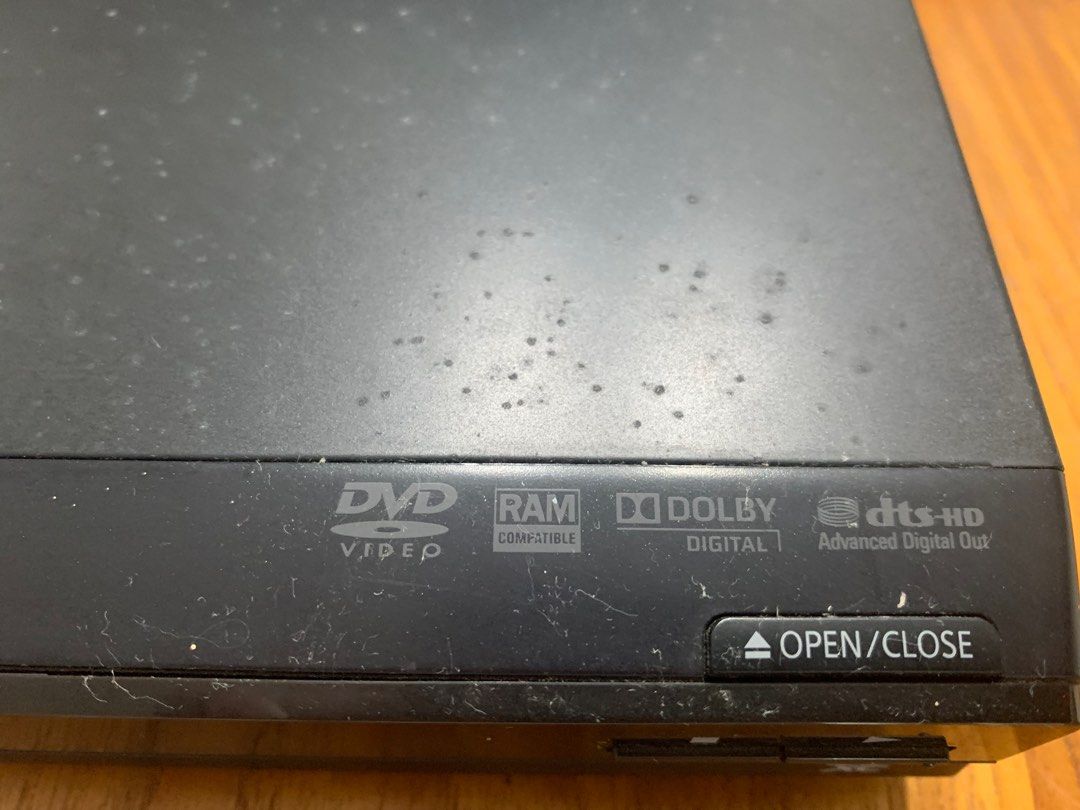 DVD
VIDEO
RAM
COMPATIBLE
DOLBY
DIGITAL
dts-HD
Advanced Digital Out
⏏ OPEN/CLOSE